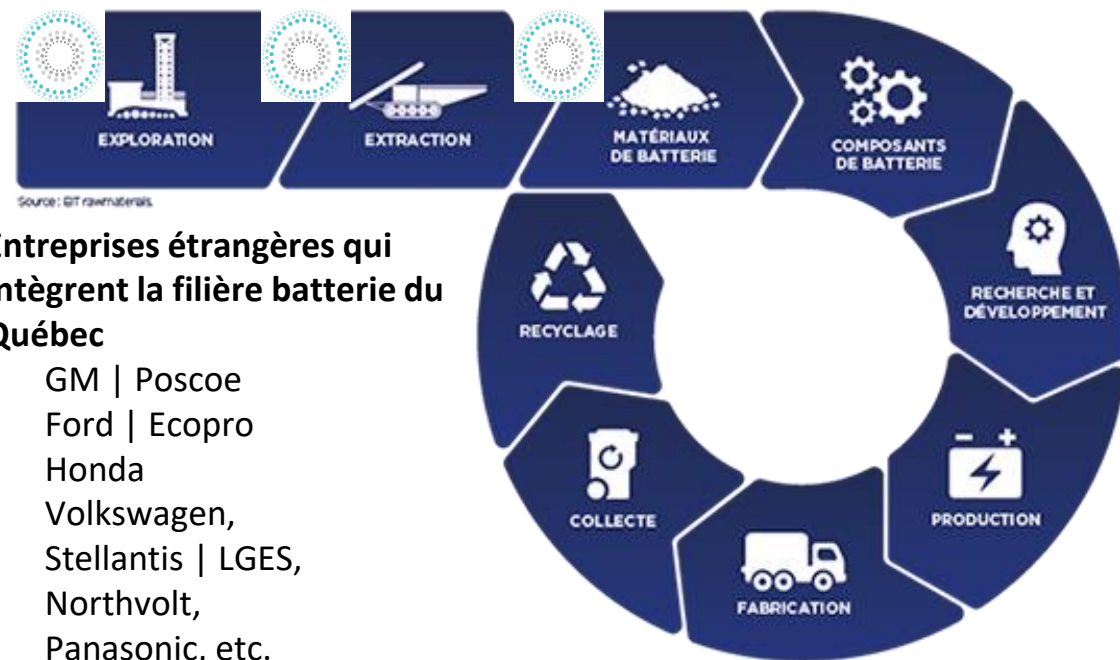 EXPLORATION
EXTRACTION
MATÉRIAUX
DE BATTERIE
COMPOSANTS
DE BATTERIE
RECHERCHE ET
DÉVELOPPEMENT
PRODUCTION
FABRICATION
COLLECTE
RECYCLAGE
Source : EIT rawmaterials.
Entreprises étrangères qui
intègrent la filière batterie du
Québec
GM | Poscoe
Ford | Ecopro
Honda
Volkswagen,
Stellantis | LGES,
Northvolt,
Panasonic, etc.